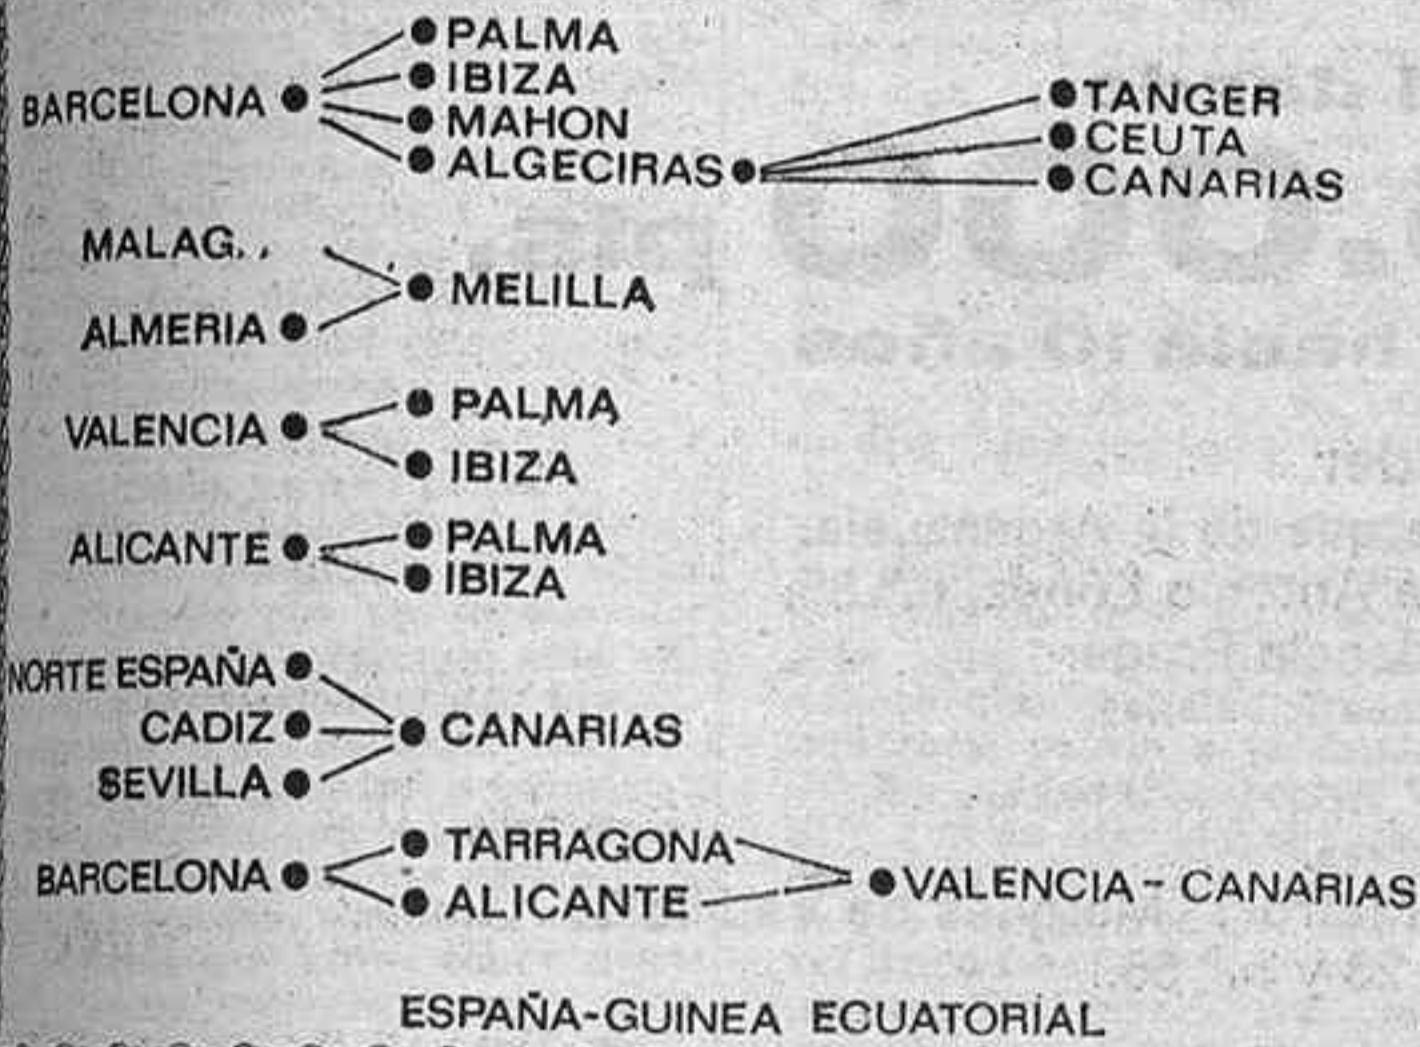 PALMA
IBIZA
BARCELONA
MAHON
ALGECIRAS
TANGER
CEUTA
CANARIAS
MALAG
MELILLA
ALMERIA
PALMA
VALENCIA
IBIZA
PALMA
ALICANTE
IBIZA
NORTE ESPAÑA
CADIZ
CANARIAS
SEVILLA
TARRAGONA
BARCELONA
ALICANTE
VALENCIA - CANARIAS
ESPAÑA-GUINEA ECUATORIAL